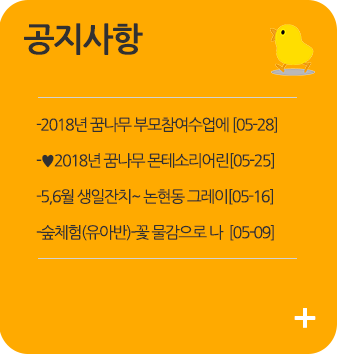 공지사항
-2018년 꿈나무 부모참여수업에 [05-28]
-♥2018년 꿈나무 몬테소리어린[05-25]
-5,6월 생일잔치~ 논현동 그레이[05-16]
-숲체험(유아반)-꽃 물감으로 나 [05-09]
+